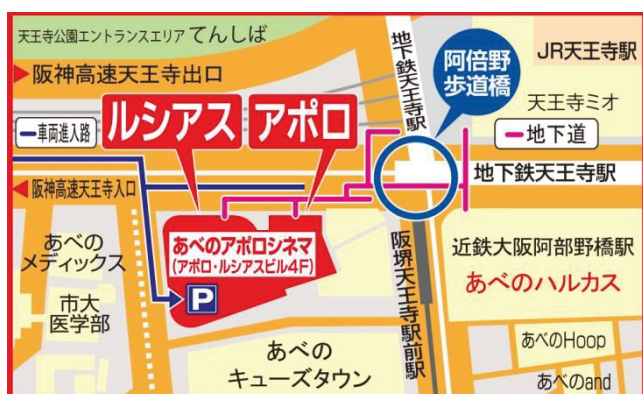 天王寺公園エントランスエリア てんしば
阪神高速天王寺出口
車両進入路
ルシアス
アポロ
地下鉄天王寺駅
阿倍野
歩道橋
JR天王寺駅
天王寺ミオ
地下道
地下鉄天王寺駅
阪神高速天王寺入口
あべのアポロシネマ
(アポロ・ルシアスビル4F)
P
あべの
メディックス
市大
医学部
あべの
キューズタウン
阪堺天王寺駅前駅
近鉄大阪阿部野橋駅
あべのハルカス
あべのHoop
あべのand